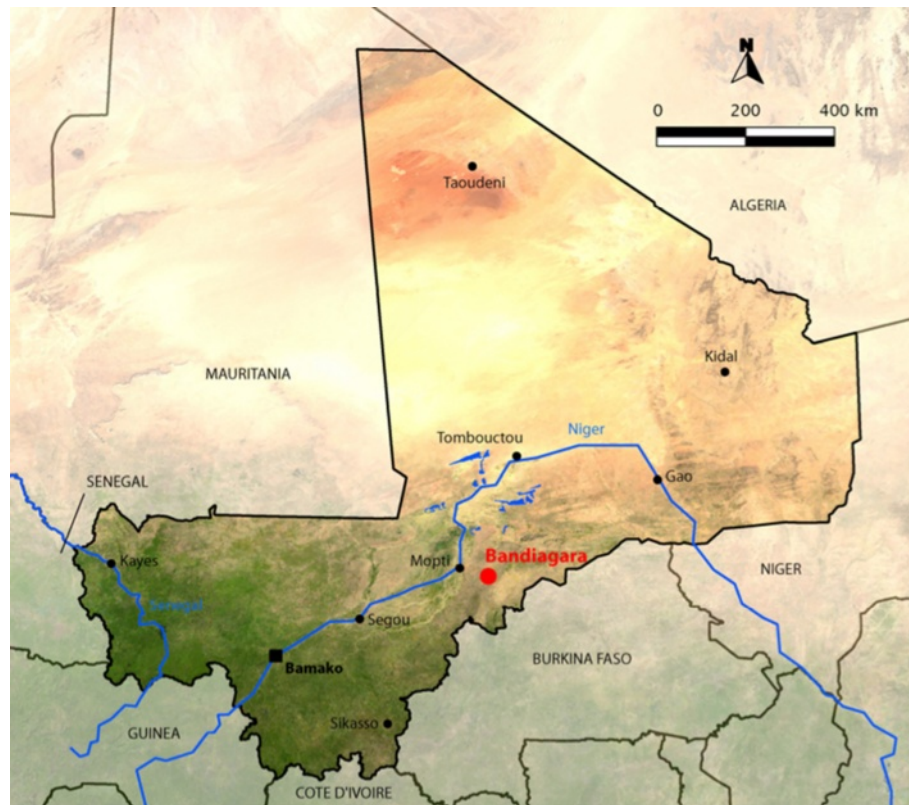 N
0 200 400 km
Taoudeni
ALGERIA
Kidal
MAURITANIA
Tombouctou
Niger
Gao
SENEGAL
Kayes
Mopti
Bandiagara
NIGER
Senegal
Segou
Bamako
BURKINA FASO
Sikasso
GUINEA
COTE D'IVOIRE